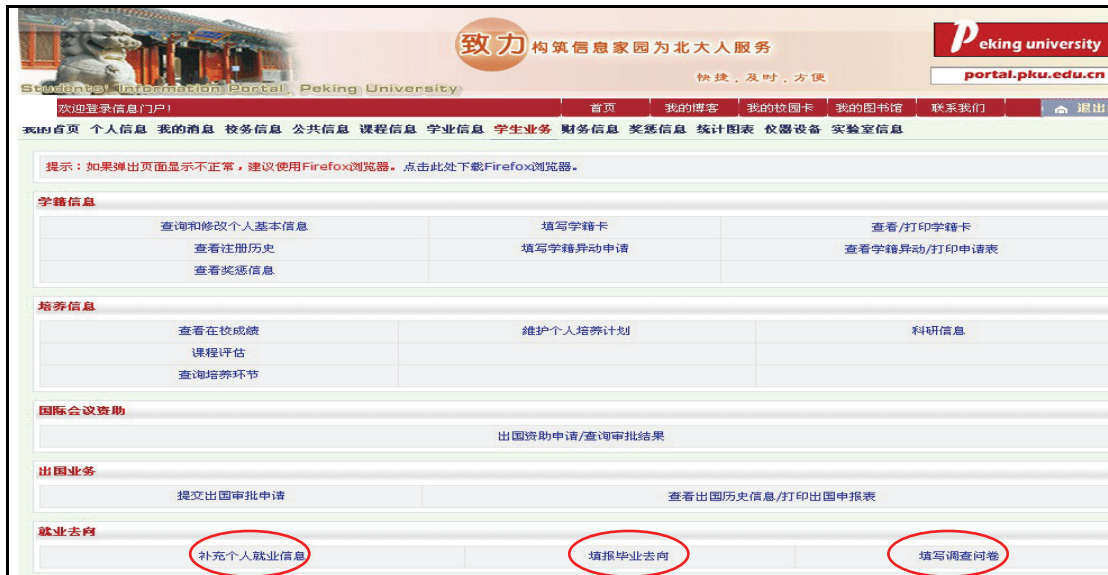 致力构筑信息家园为北大人服务
快捷．及时．方便
Peking university
portal.pku.edu.cn
Students' Information Portal, Peking University
欢迎登录信息门户! 首页 我的博客 我的校园卡 我的图书馆 联系我们 退出
我的首页 个人信息 我的消息 校务信息 公共信息 课程信息 学业信息 学生业务 财务信息 奖惩信息 统计图表 仪器设备 实验室信息
提示：如果弹出页面显示不正常，建议使用Firefox浏览器。点击此处下载Firefox浏览器。
学籍信息
查询和修改个人基本信息 填写学籍卡 查看/打印学籍卡
查看注册历史 填写学籍异动申请 查看学籍异动/打印申请表
查看奖惩信息
培养信息
查看在校成绩 维护个人培养计划 科研信息
课程评估
查询培养环节
国际会议资助
出国资助申请/查询审批结果
出国业务
提交出国审批申请 查看出国历史信息/打印出国申报表
就业去向
补充个人就业信息 填报毕业去向 填写调查问卷